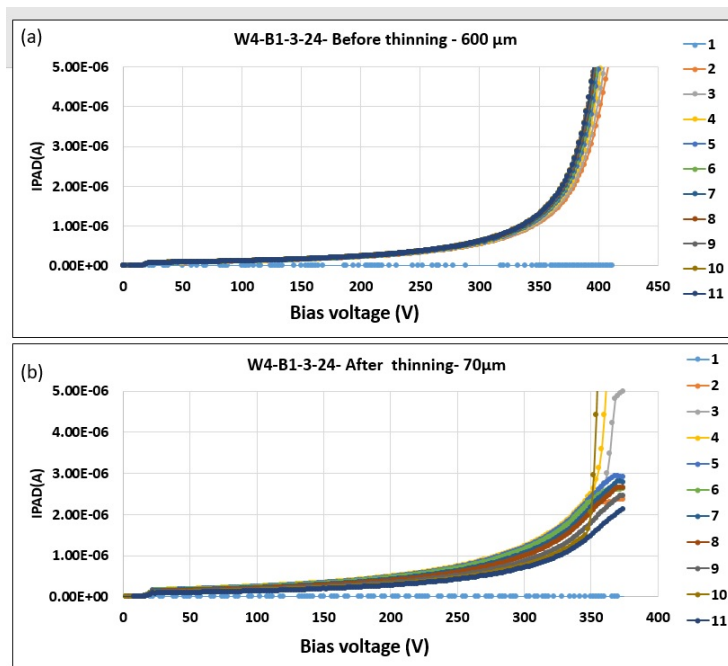 (a)
W4-B1-3-24- Before thinning - 600 µm
5.00E-06
4.00E-06
3.00E-06
2.00E-06
1.00E-06
0.00E+00
IPAD(A)
0 50 100 150 200 250 300 350 400 450
Bias voltage (V)
1
2
3
4
5
6
7
8
9
10
11
(b)
W4-B1-3-24- After thinning- 70µm
5.00E-06
4.00E-06
3.00E-06
2.00E-06
1.00E-06
0.00E+00
IPAD(A)
0 50 100 150 200 250 300 350 400
Bias voltage (V)
1
2
3
4
5
6
7
8
9
10
11